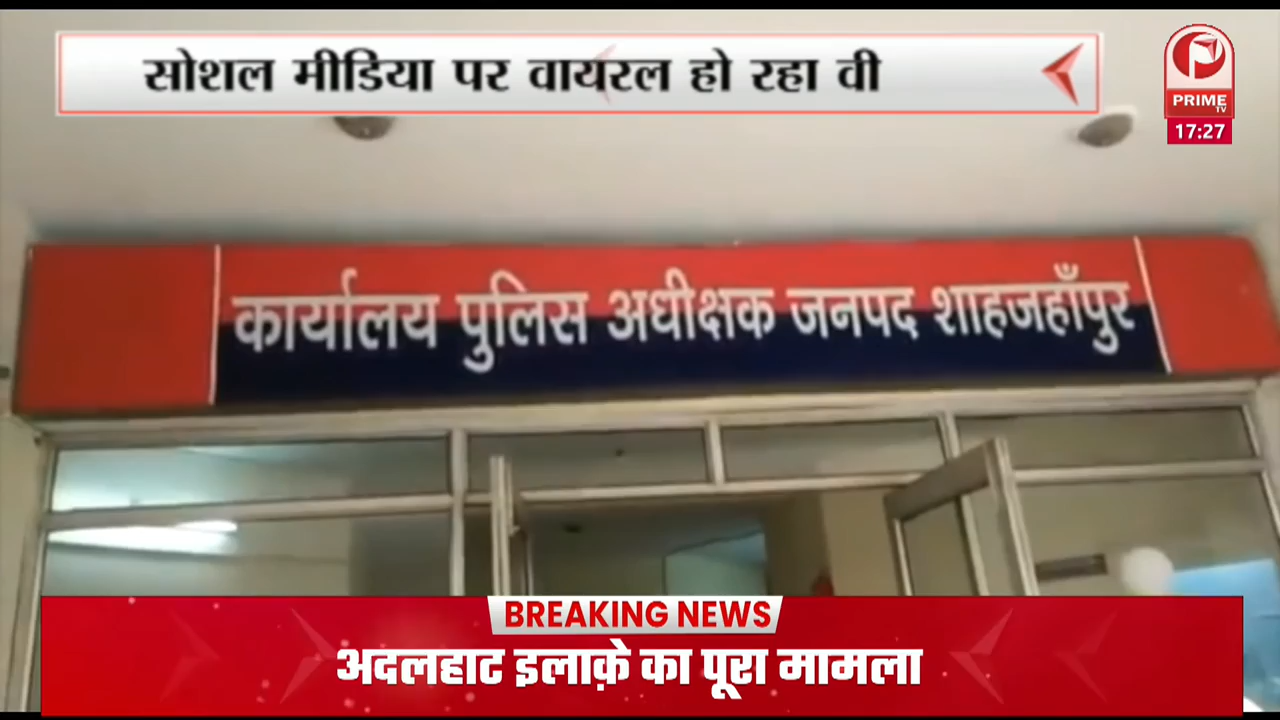 सोशल मीडिया पर वायरल हो रहा वी
PRIME
TV
17:27
कार्यालय पुलिस अधीक्षक जनपद शाहजहाँपुर
BREAKING NEWS
अदलहाट इलाक़े का पूरा मामला